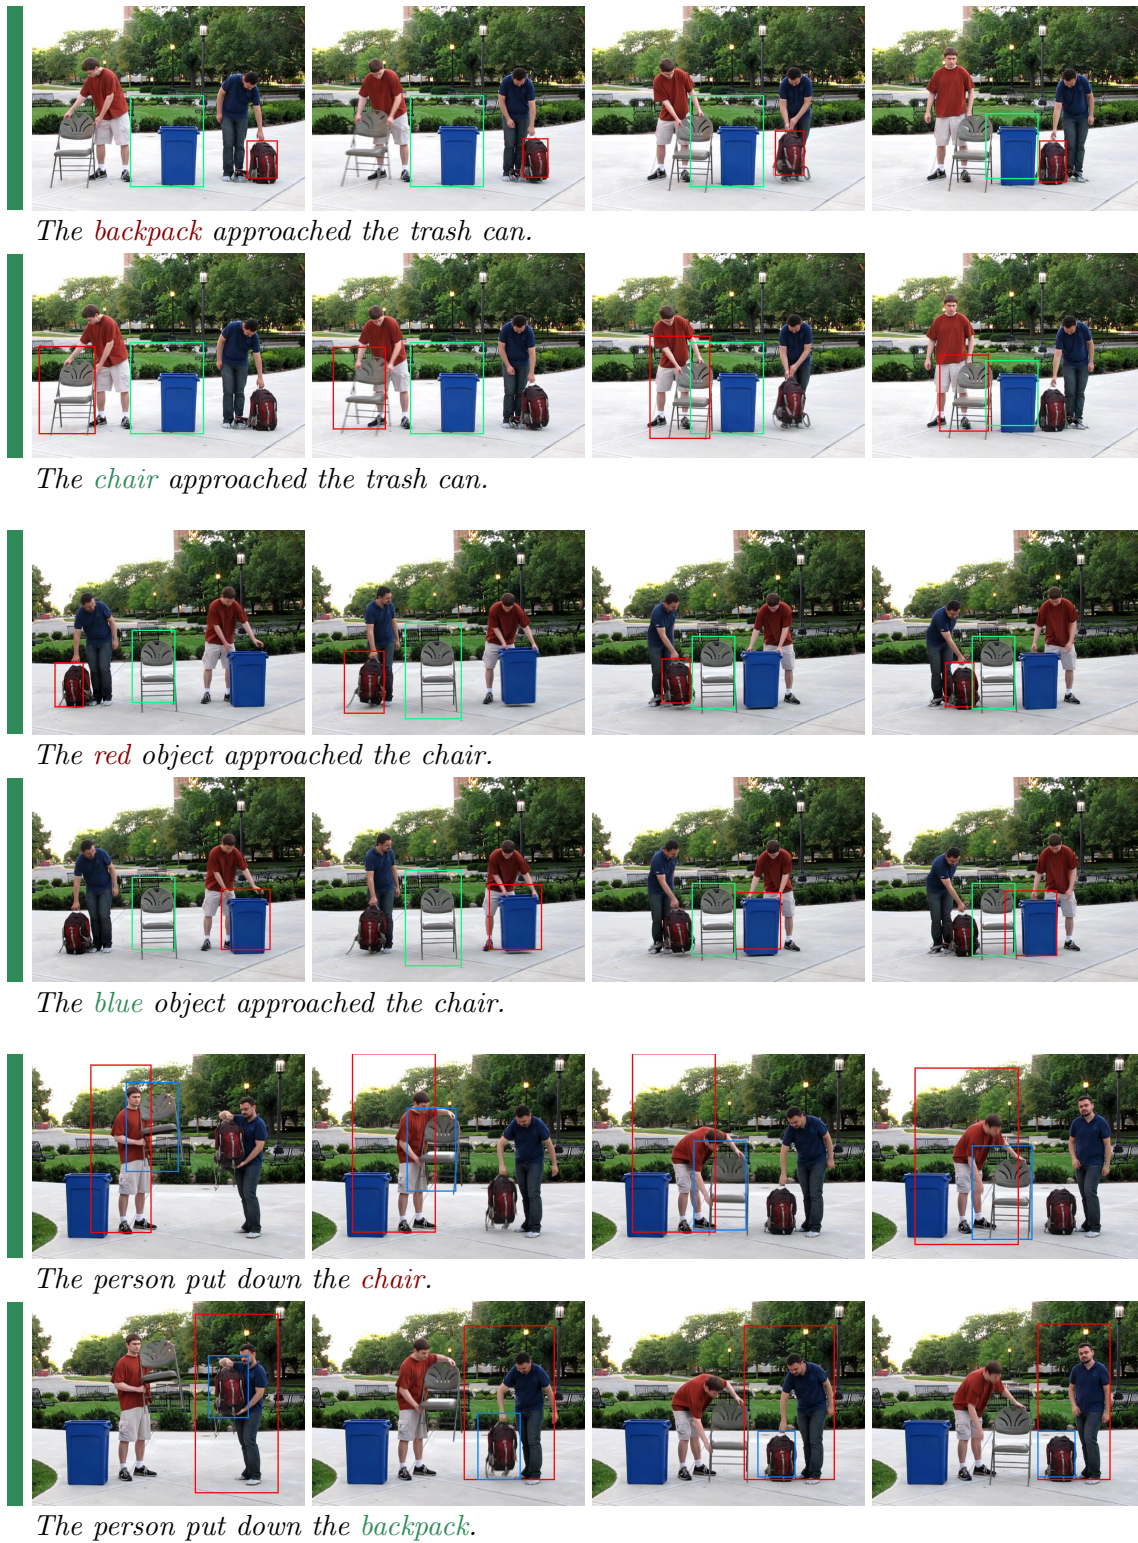 The backpack approached the trash can.
The chair approached the trash can.
The red object approached the chair.
The blue object approached the chair.
The person put down the chair.
The person put down the backpack.